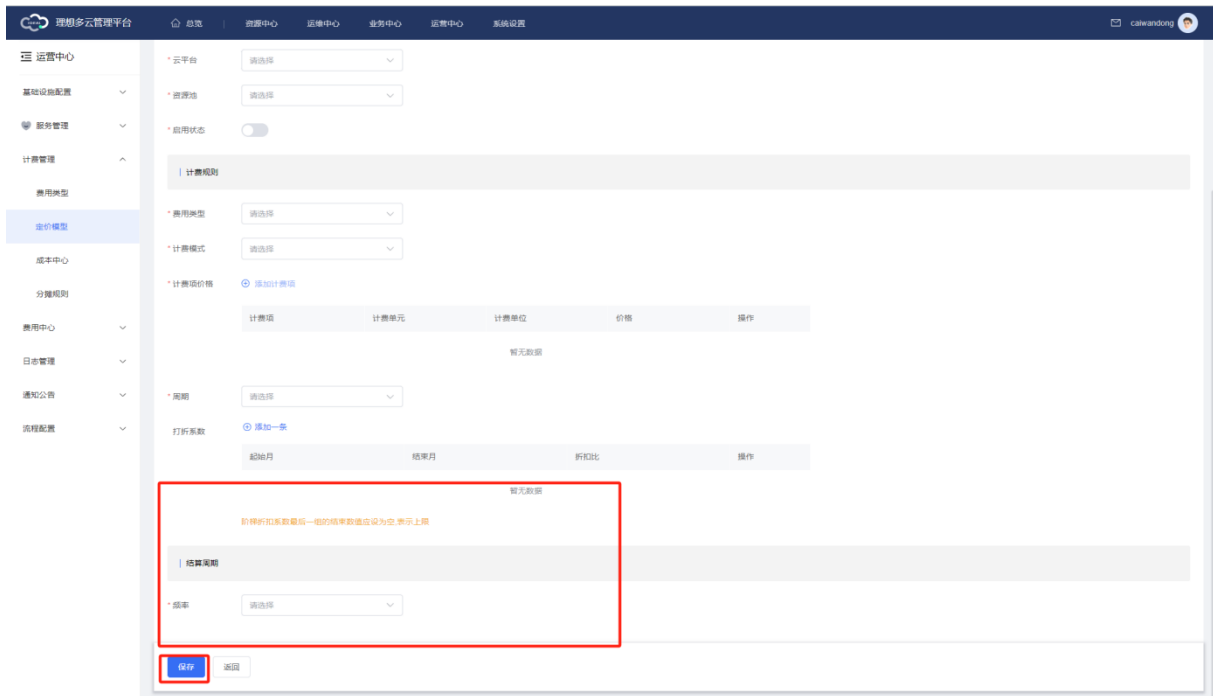 理想多云管理平台 总览 资源中心 运维中心 业务中心 运营中心 系统设置 caiwandong
运营中心
基础设施配置
服务管理
计费管理
费用类型
定价模型
成本中心
分摊规则
费用中心
日志管理
通知公告
流程配置
* 云平台 请选择
* 资源池 请选择
* 启用状态
计费规则
* 费用类型 请选择
* 计费模式 请选择
* 计费项价格 添加计费项
计费项 计费单元 计费单位 价格 操作
暂无数据
* 周期 请选择
打折系数 添加一条
起始月 结束月 折扣比 操作
暂无数据
阶梯折扣系数最后一组的结束数值应设为空,表示上限
结算周期
* 频率 请选择
保存 返回